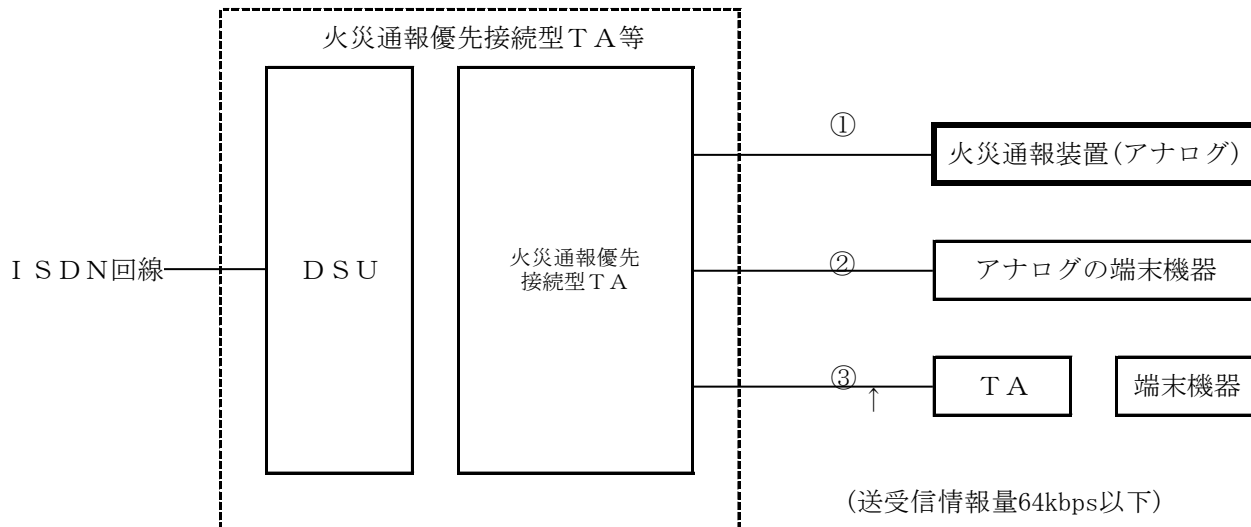 火災通報優先接続型ＴＡ等
①
火災通報装置(アナログ)
ＩＳＤＮ回線
ＤＳＵ
火災通報優先
接続型ＴＡ
②
アナログの端末機器
③
↑
ＴＡ
端末機器
(送受信情報量64kbps以下)